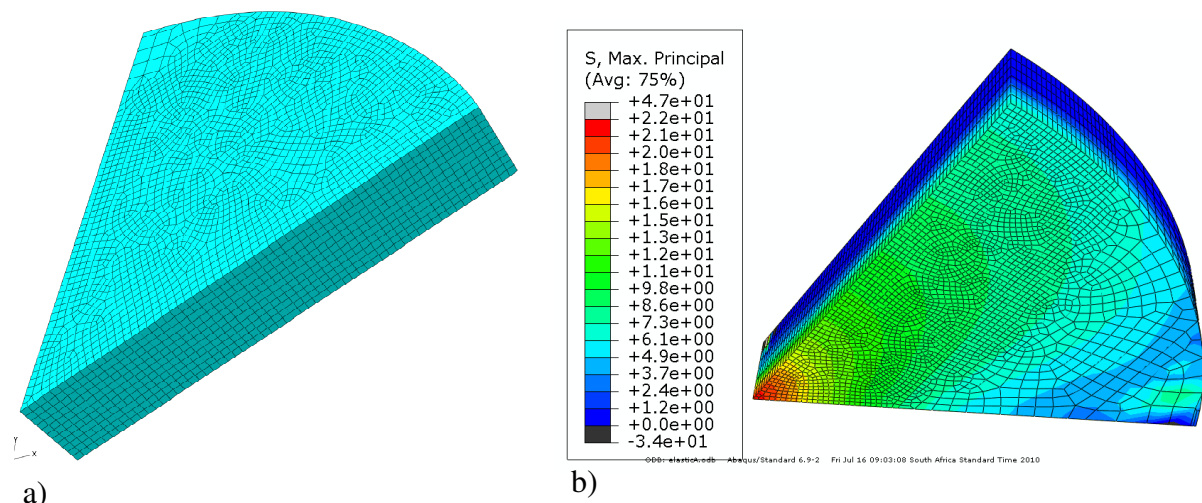 S, Max. Principal
(Avg: 75%)
+4.7e+01
+2.2e+01
+2.1e+01
+2.0e+01
+1.8e+01
+1.7e+01
+1.6e+01
+1.5e+01
+1.3e+01
+1.1e+01
+9.8e+00
+8.6e+00
+7.3e+00
+6.1e+00
+4.9e+00
+3.7e+00
+2.4e+00
+1.2e+00
+0.0e+00
-3.4e+01
Y
X
ODB: elasticA.odb Abaqus/Standard 6.9-2 Fri Jul 16 09:03:08 South Africa Standard Time 2010
a)
b)